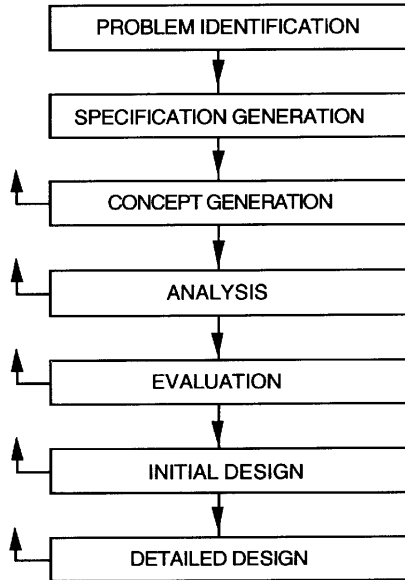 PROBLEM IDENTIFICATION
SPECIFICATION GENERATION
CONCEPT GENERATION
ANALYSIS
EVALUATION
INITIAL DESIGN
DETAILED DESIGN